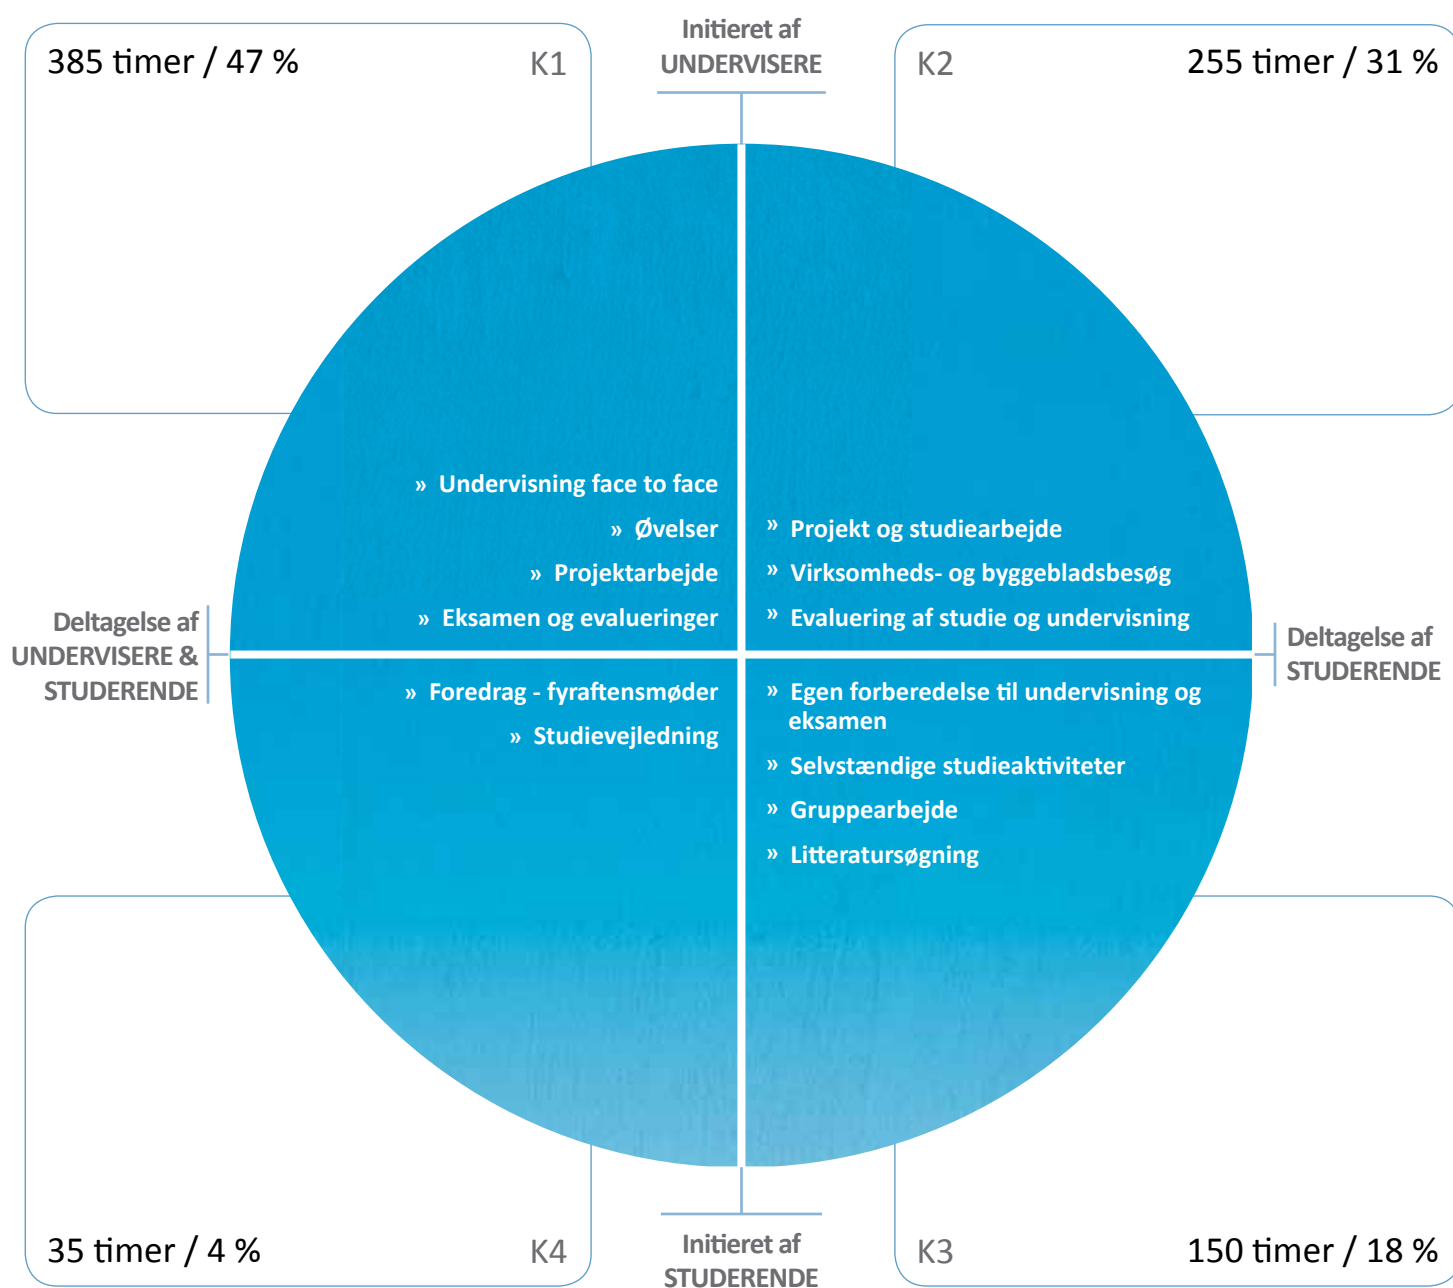 385 timer / 47 %
K1
Initieret af
UNDERVISERE
K2
255 timer / 31 %
» Undervisning face to face
» Øvelser
» Projektarbejde
» Eksamen og evalueringer
» Projekt og studiearbejde
» Virksomheds- og byggebladsbesøg
» Evaluering af studie og undervisning
Deltagelse af
UNDERVISERE &
STUDERENDE
Deltagelse af
STUDERENDE
» Foredrag - fyraftensmøder
» Studievejledning
» Egen forberedelse til undervisning og
eksamen
» Selvstændige studieaktiviteter
» Gruppearbejde
» Litteratursøgning
35 timer / 4 %
K4
Initieret af
STUDERENDE
K3
150 timer / 18 %